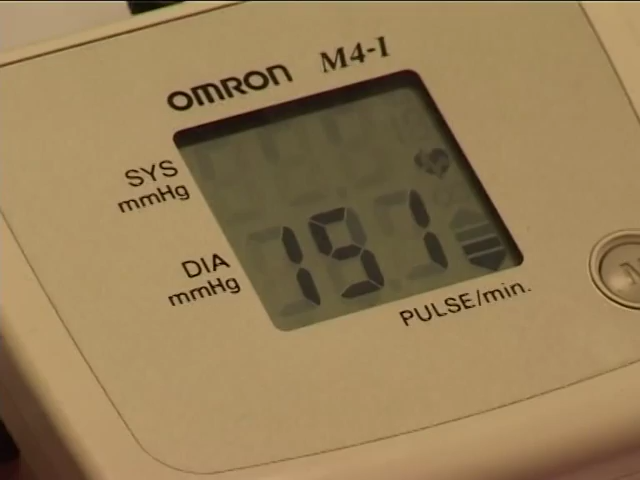 OMRON M4-I
SYS
mmHg
DIA
mmHg
191
PULSE/min.